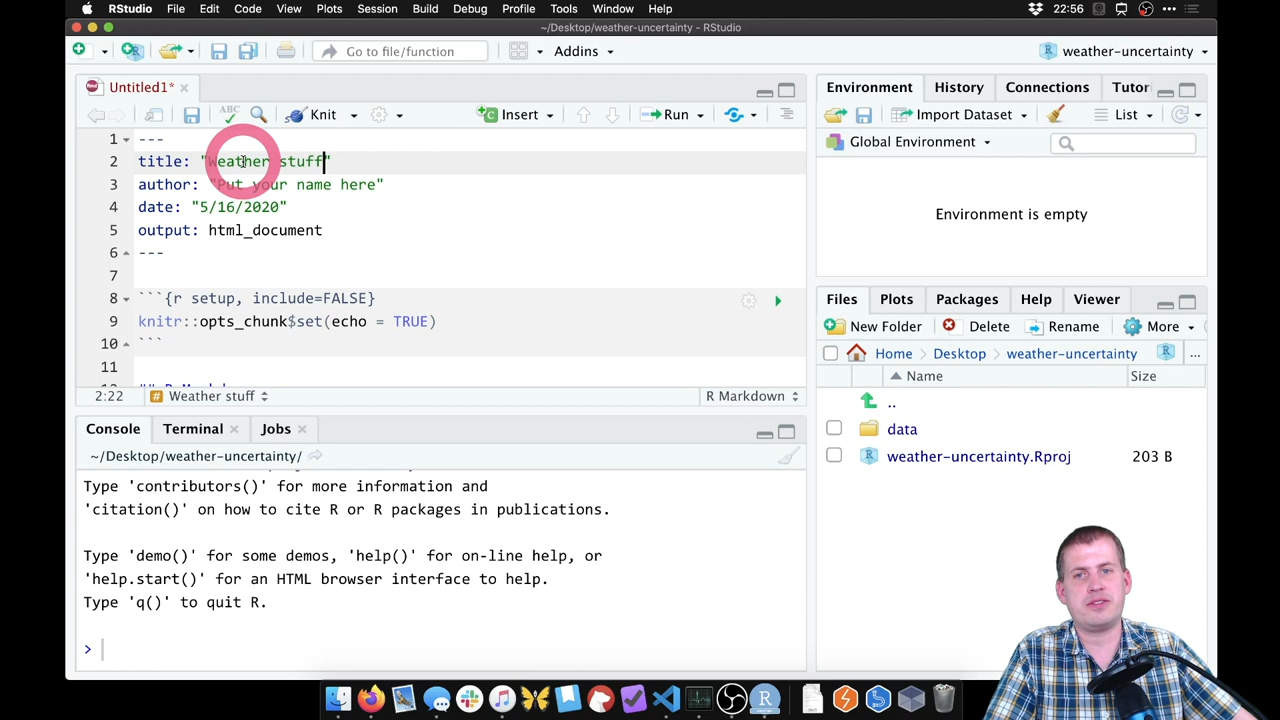 RStudio File Edit Code View Plots Session Build Debug Profile Tools Window Help 22:56
~/Desktop/weather-uncertainty - RStudio
Go to file/function Addins weather-uncertainty
Untitled1*
ABC Knit Insert Run
1 ---
2 title: "Weather stuff"
3 author: "Put your name here"
4 date: "5/16/2020"
5 output: html_document
6 ---
7
8 ```{r setup, include=FALSE}
9 knitr::opts_chunk$set(echo = TRUE)
10 ```
11
2:22 Weather stuff R Markdown
Console Terminal Jobs
~/Desktop/weather-uncertainty/
Type 'contributors()' for more information and
'citation()' on how to cite R or R packages in publications.
Type 'demo()' for some demos, 'help()' for on-line help, or
'help.start()' for an HTML browser interface to help.
Type 'q()' to quit R.
>
Environment History Connections Tutor
Import Dataset List
Global Environment
Environment is empty
Files Plots Packages Help Viewer
New Folder Delete Rename More
Home Desktop weather-uncertainty ...
Name Size
..
data
weather-uncertainty.Rproj 203 B